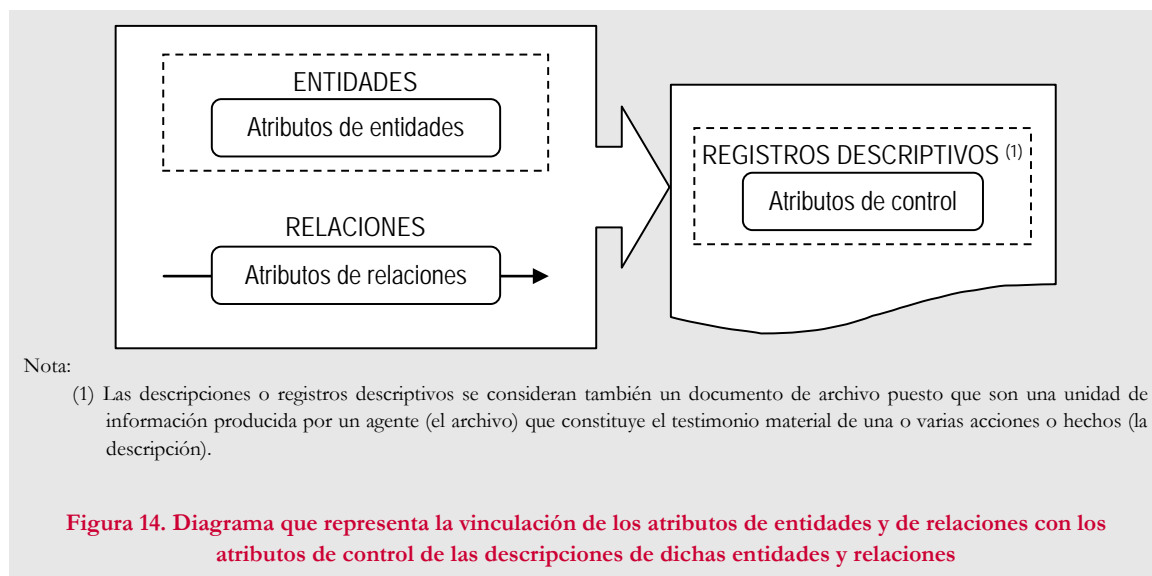 ENTIDADES
Atributos de entidades
RELACIONES
Atributos de relaciones
REGISTROS DESCRIPTIVOS (1)
Atributos de control
Nota:
(1) Las descripciones o registros descriptivos se consideran también un documento de archivo puesto que son una unidad de
información producida por un agente (el archivo) que constituye el testimonio material de una o varias acciones o hechos (la
descripción).
Figura 14. Diagrama que representa la vinculación de los atributos de entidades y de relaciones con los
atributos de control de las descripciones de dichas entidades y relaciones